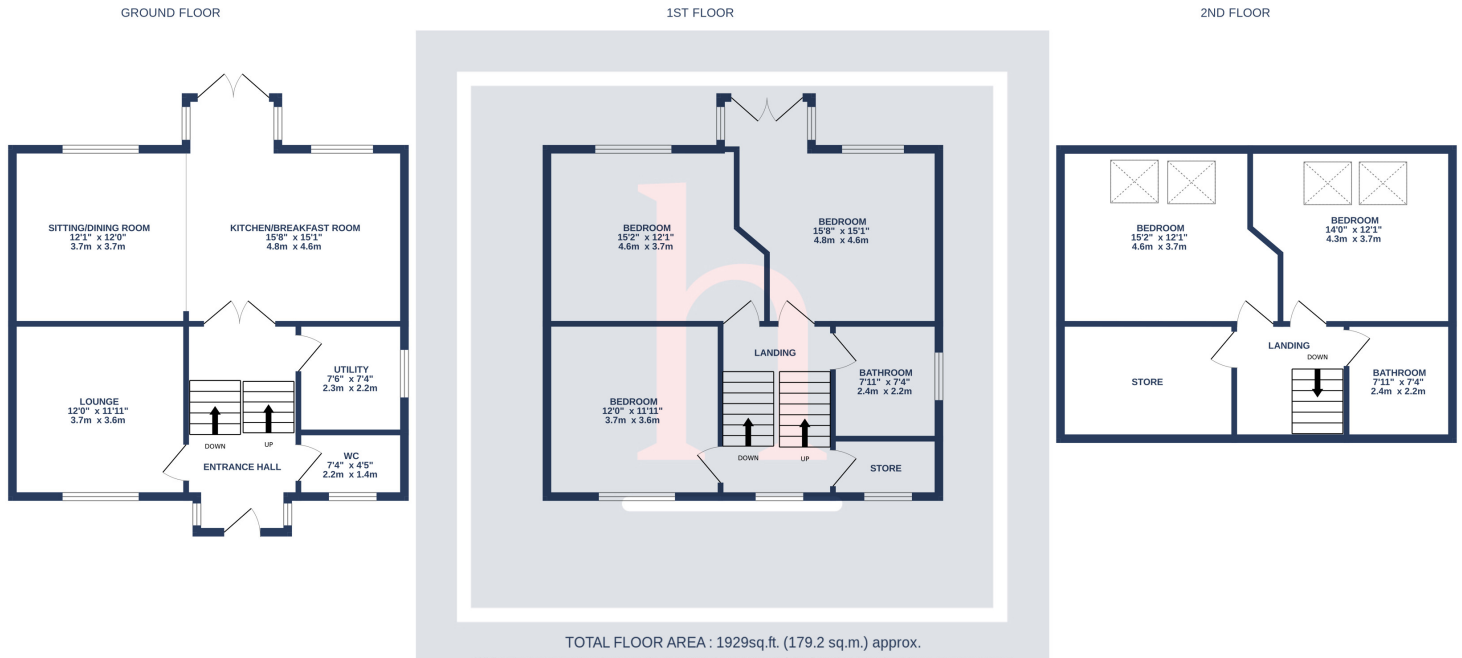 GROUND FLOOR
1ST FLOOR
2ND FLOOR
SITTING/DINING ROOM
12'1" x 12'0"
3.7m x 3.7m
KITCHEN/BREAKFAST ROOM
15'8" x 15'1"
4.8m x 4.6m
LOUNGE
12'0" x 11'11"
3.7m x 3.6m
UTILITY
7'6" x 7'4"
2.3m x 2.2m
DOWN
UP
ENTRANCE HALL
WC
7'4" x 4'5"
2.2m x 1.4m
BEDROOM
15'2" x 12'1"
4.6m x 3.7m
BEDROOM
15'8" x 15'1"
4.8m x 4.6m
LANDING
BEDROOM
12'0" x 11'11"
3.7m x 3.6m
BATHROOM
7'11" x 7'4"
2.4m x 2.2m
DOWN
UP
STORE
h
BEDROOM
15'2" x 12'1"
4.6m x 3.7m
BEDROOM
14'0" x 12'1"
4.3m x 3.7m
LANDING
DOWN
STORE
BATHROOM
7'11" x 7'4"
2.4m x 2.2m
TOTAL FLOOR AREA : 1929sq.ft. (179.2 sq.m.) approx.